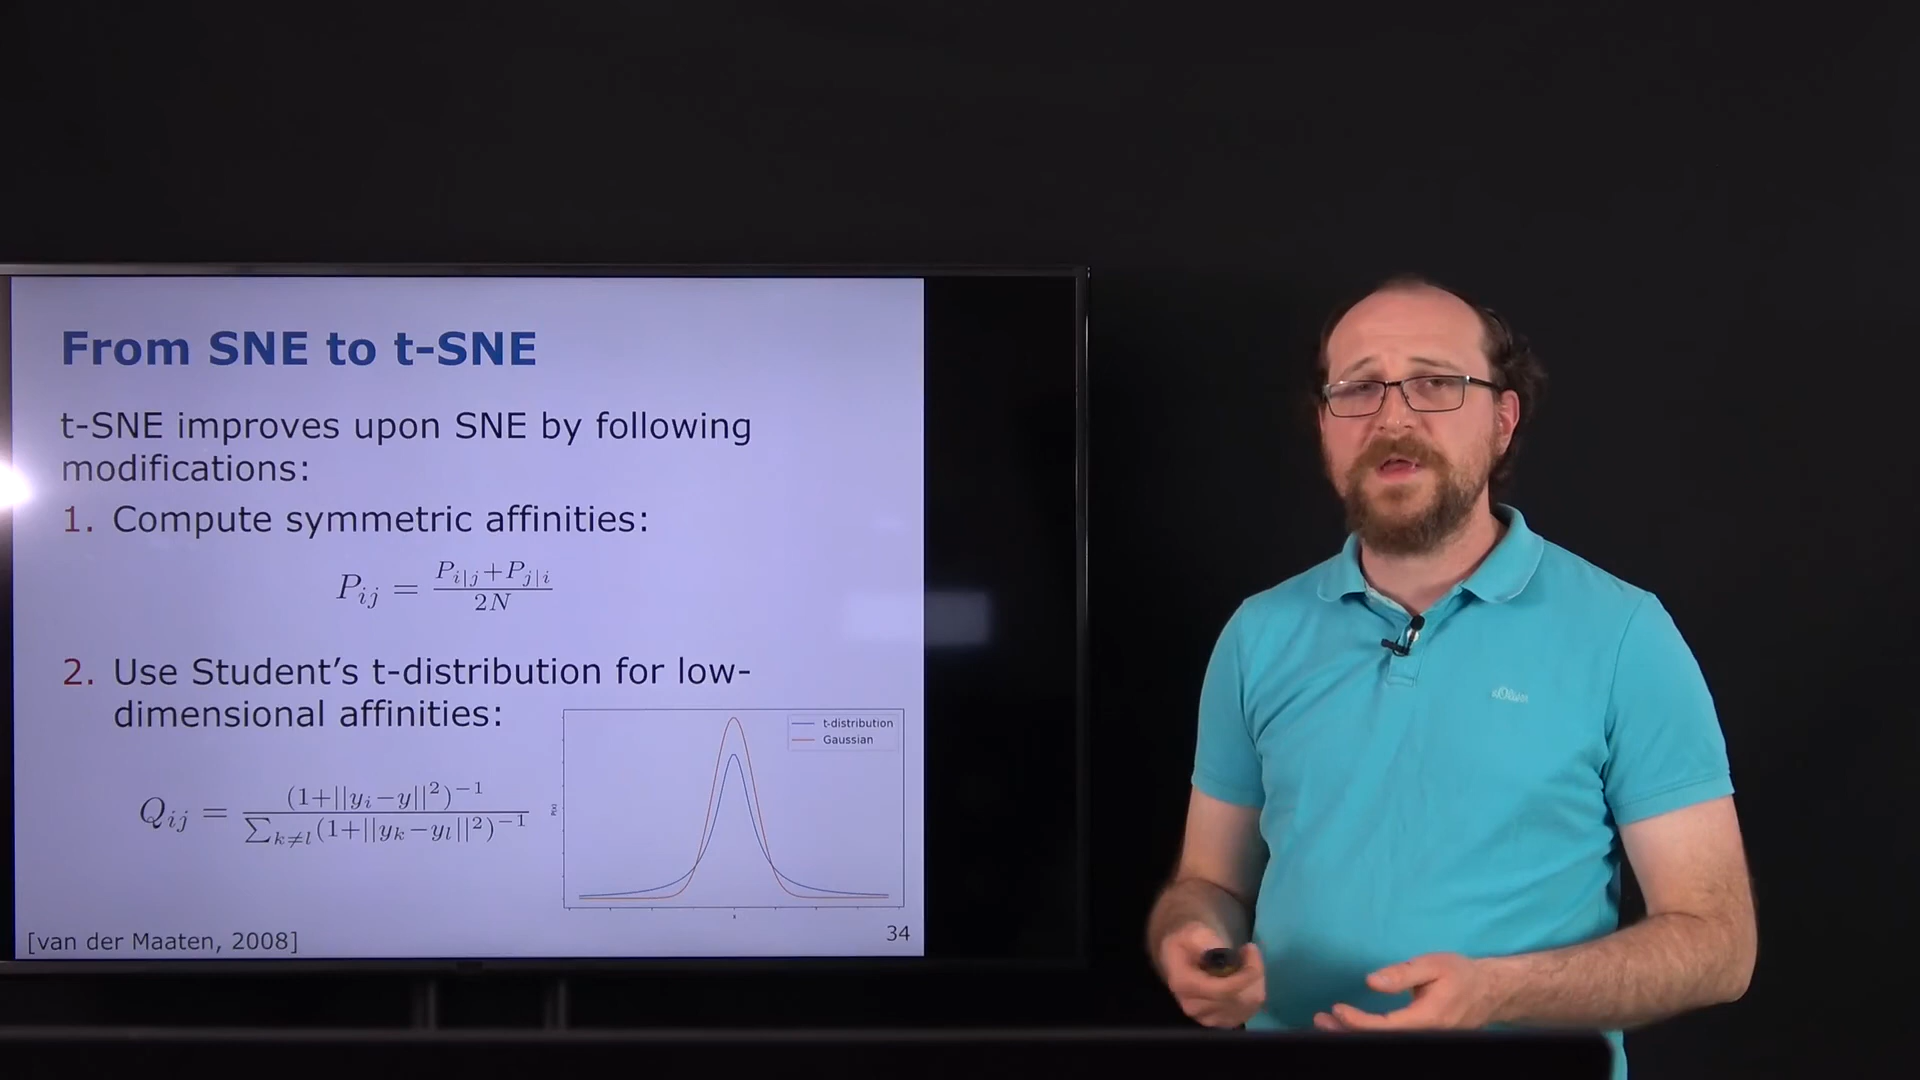 From SNE to t-SNE
t-SNE improves upon SNE by following
modifications:
1. Compute symmetric affinities:
P_{ij} = \frac{P_{i|j}+P_{j|i}}{2N}
2. Use Student's t-distribution for low-
dimensional affinities:
t-distribution
Gaussian
Q_{ij} = \frac{(1+||y_i-y||^2)^{-1}}{\sum_{k \neq l}(1+||y_k-y_l||^2)^{-1}}
[van der Maaten, 2008]
34